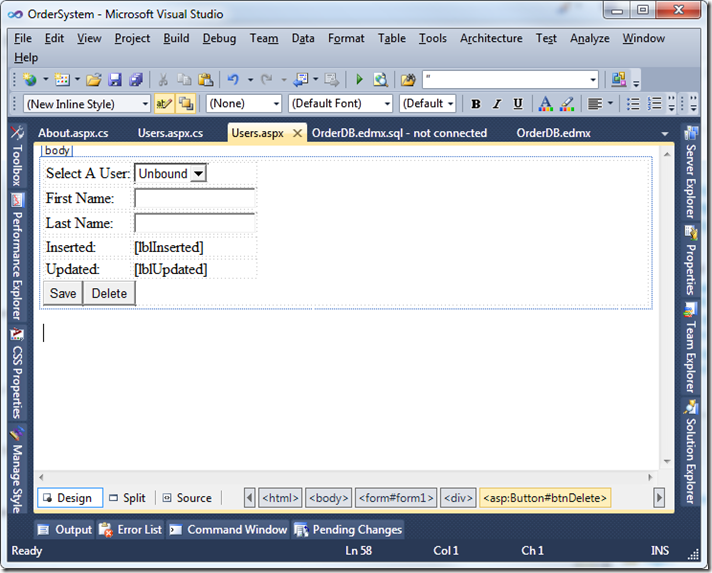 OrderSystem - Microsoft Visual Studio
File Edit View Project Build Debug Team Data Format Table Tools Architecture Test Analyze Window
Help
"
(New Inline Style) (None) (Default Font) (Default B I U A
About.aspx.cs Users.aspx.cs Users.aspx OrderDB.edmx.sql - not connected OrderDB.edmx
Toolbox
Performance Explorer
CSS Properties
Manage Style
body
Select A User: Unbound
First Name:
Last Name:
Inserted: [lblInserted]
Updated: [lblUpdated]
Save Delete
Server Explorer
Properties
Team Explorer
Solution Explorer
Design Split Source <html> <body> <form#form1> <div> <asp:Button#btnDelete>
Output Error List Command Window Pending Changes
Ready Ln 58 Col 1 Ch 1 INS